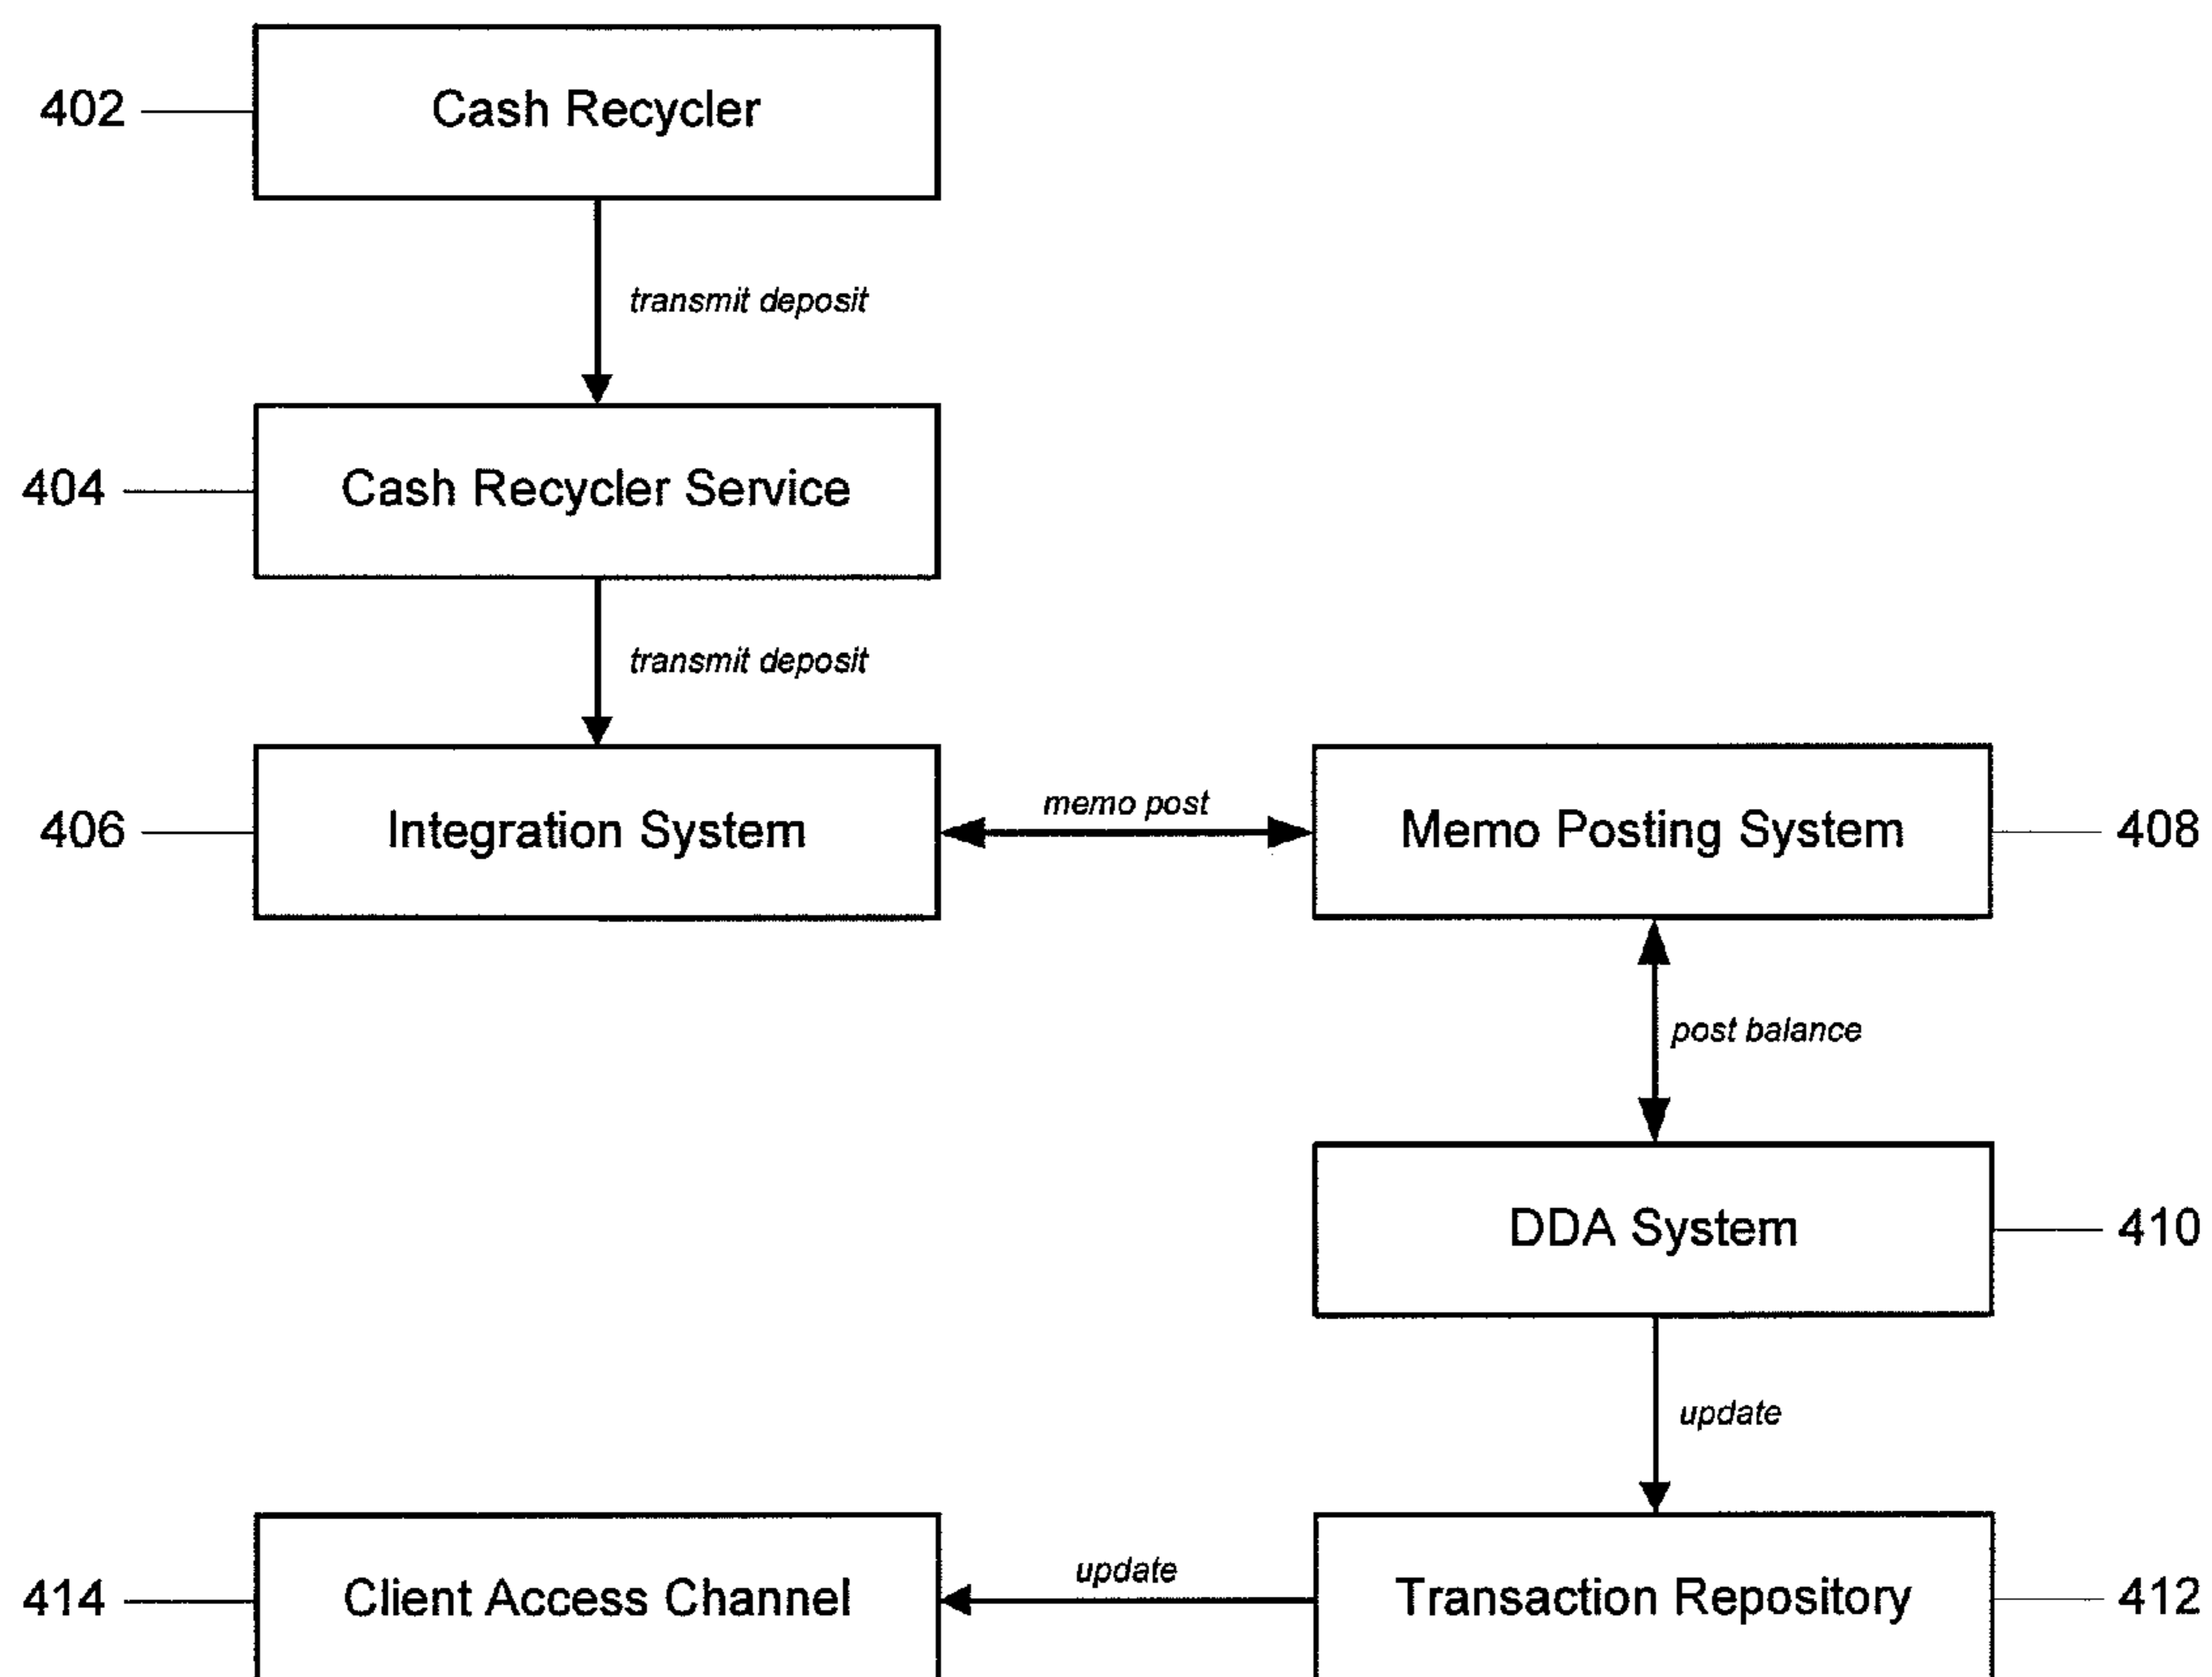 402
Cash Recycler
transmit deposit
404
Cash Recycler Service
transmit deposit
406
Integration System
memo post
Memo Posting System
408
post balance
DDA System
410
update
414
Client Access Channel
update
Transaction Repository
412